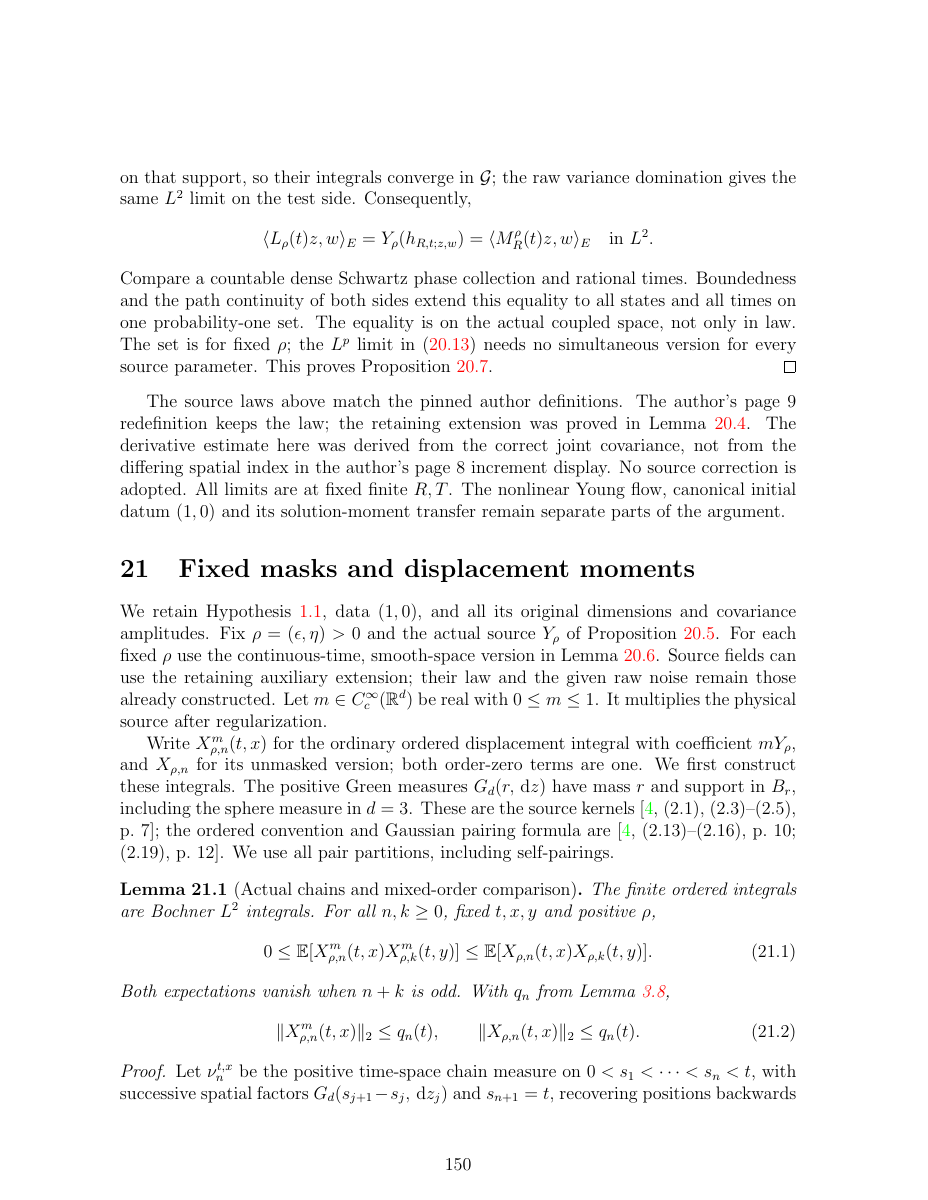 on that support, so their integrals converge in 𝒢; the raw variance domination gives the
same L² limit on the test side. Consequently,
⟨L_ρ(t)z, w⟩_E = Y_ρ(h_{R,t;z,w}) = ⟨M_R^ρ(t)z, w⟩_E in L².
Compare a countable dense Schwartz phase collection and rational times. Boundedness
and the path continuity of both sides extend this equality to all states and all times on
one probability-one set. The equality is on the actual coupled space, not only in law.
The set is for fixed ρ; the L^p limit in (20.13) needs no simultaneous version for every
source parameter. This proves Proposition 20.7. □
The source laws above match the pinned author definitions. The author's page 9
redefinition keeps the law; the retaining extension was proved in Lemma 20.4. The
derivative estimate here was derived from the correct joint covariance, not from the
differing spatial index in the author's page 8 increment display. No source correction is
adopted. All limits are at fixed finite R, T. The nonlinear Young flow, canonical initial
datum (1, 0) and its solution-moment transfer remain separate parts of the argument.
21 Fixed masks and displacement moments
We retain Hypothesis 1.1, data (1, 0), and all its original dimensions and covariance
amplitudes. Fix ρ = (ϵ, η) > 0 and the actual source Y_ρ of Proposition 20.5. For each
fixed ρ use the continuous-time, smooth-space version in Lemma 20.6. Source fields can
use the retaining auxiliary extension; their law and the given raw noise remain those
already constructed. Let m ∈ C_c^∞(ℝ^d) be real with 0 ≤ m ≤ 1. It multiplies the physical
source after regularization.
Write X_{ρ,n}^m(t, x) for the ordinary ordered displacement integral with coefficient mY_ρ,
and X_{ρ,n} for its unmasked version; both order-zero terms are one. We first construct
these integrals. The positive Green measures G_d(r, dz) have mass r and support in B_r,
including the sphere measure in d = 3. These are the source kernels [4, (2.1), (2.3)–(2.5),
p. 7]; the ordered convention and Gaussian pairing formula are [4, (2.13)–(2.16), p. 10;
(2.19), p. 12]. We use all pair partitions, including self-pairings.
Lemma 21.1 (Actual chains and mixed-order comparison). The finite ordered integrals
are Bochner L² integrals. For all n, k ≥ 0, fixed t, x, y and positive ρ,
0 ≤ 𝔼[X_{ρ,n}^m(t, x)X_{ρ,k}^m(t, y)] ≤ 𝔼[X_{ρ,n}(t, x)X_{ρ,k}(t, y)]. (21.1)
Both expectations vanish when n + k is odd. With q_n from Lemma 3.8,
‖X_{ρ,n}^m(t, x)‖₂ ≤ q_n(t), ‖X_{ρ,n}(t, x)‖₂ ≤ q_n(t). (21.2)
Proof. Let ν_n^{t,x} be the positive time-space chain measure on 0 < s₁ < ⋯ < s_n < t, with
successive spatial factors G_d(s_{j+1} − s_j, dz_j) and s_{n+1} = t, recovering positions backwards
150